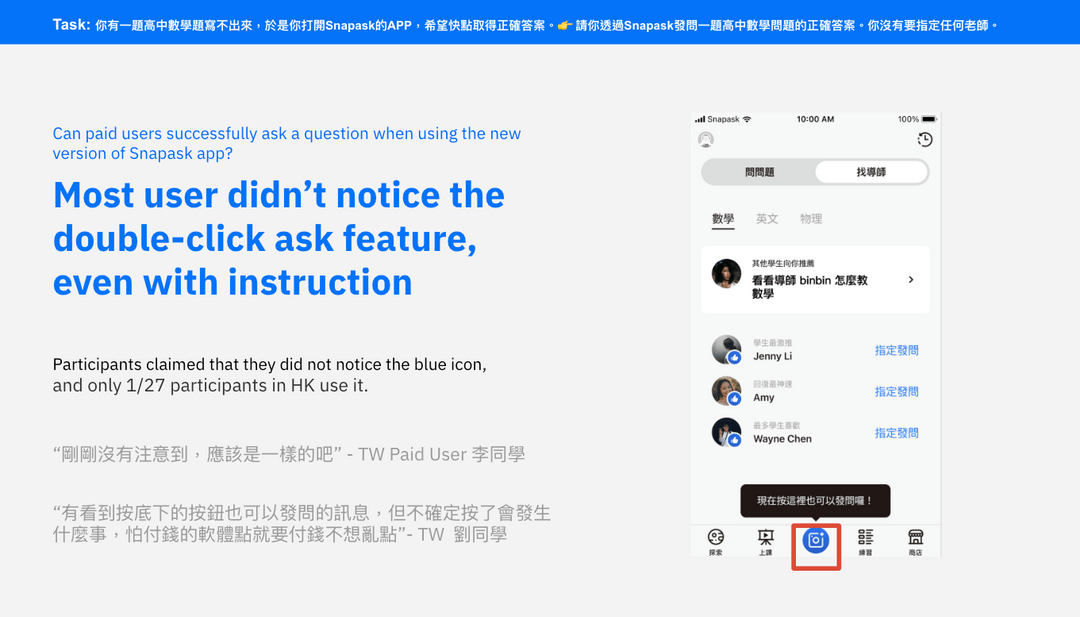 Task: 你有一題高中數學題寫不出來，於是你打開Snapask的APP，希望快點取得正確答案。👉 請你透過Snapask發問一題高中數學問題的正確答案。你沒有要指定任何老師。
Can paid users successfully ask a question when using the new
version of Snapask app?
Most user didn’t notice the
double-click ask feature,
even with instruction
Participants claimed that they did not notice the blue icon,
and only 1/27 participants in HK use it.
“剛剛沒有注意到，應該是一樣的吧” - TW Paid User 李同學
“有看到按底下的按鈕也可以發問的訊息，但不確定按了會發生
什麼事，怕付錢的軟體點就要付錢不想亂點”- TW 劉同學
Snapask 10:00 AM 100%
問問題 找導師
數學 英文 物理
其他學生向你推薦
看看導師 binbin 怎麼教
數學
學生最激推
Jenny Li 指定發問
回復最神速
Amy 指定發問
最多學生喜歡
Wayne Chen 指定發問
現在按這裡也可以發問囉！
探索 上課 練習 商店